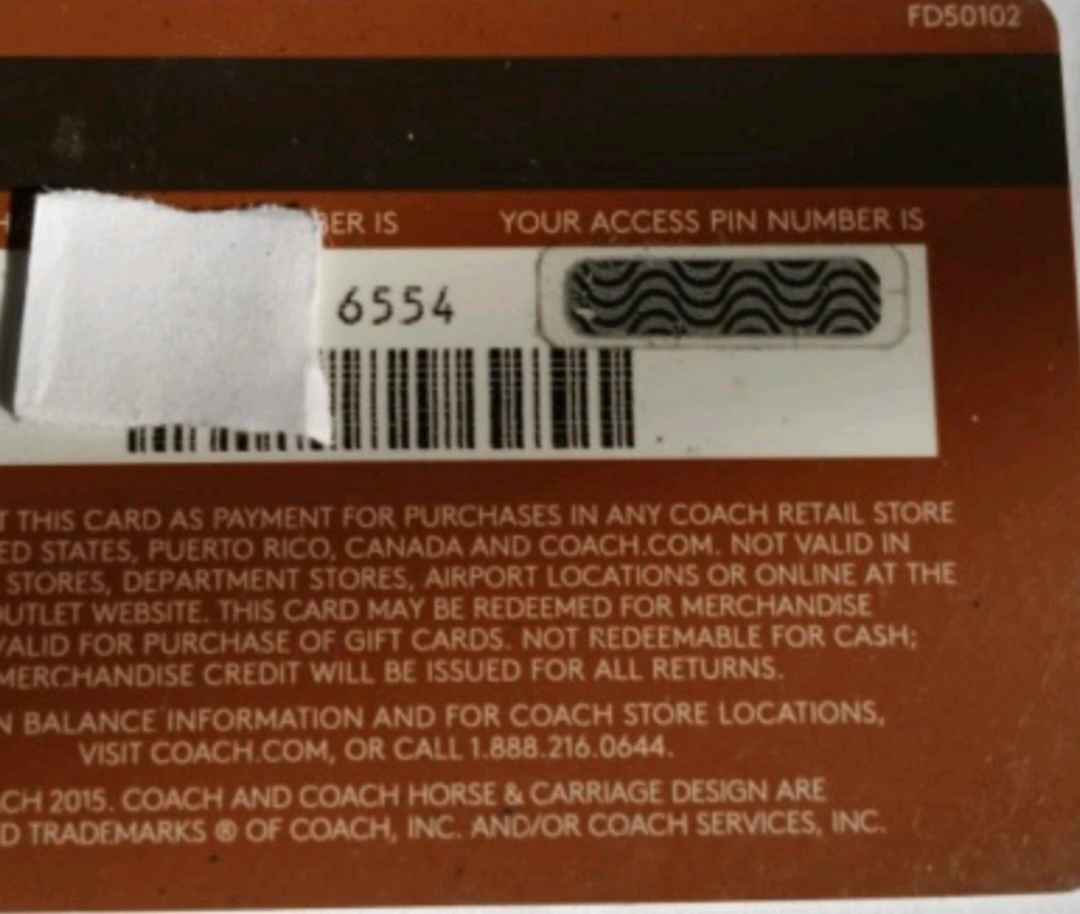 FD50102
BER IS
YOUR ACCESS PIN NUMBER IS
6554
T THIS CARD AS PAYMENT FOR PURCHASES IN ANY COACH RETAIL STORE
ED STATES, PUERTO RICO, CANADA AND COACH.COM. NOT VALID IN
STORES, DEPARTMENT STORES, AIRPORT LOCATIONS OR ONLINE AT THE
OUTLET WEBSITE. THIS CARD MAY BE REDEEMED FOR MERCHANDISE
VALID FOR PURCHASE OF GIFT CARDS. NOT REDEEMABLE FOR CASH;
MERCHANDISE CREDIT WILL BE ISSUED FOR ALL RETURNS.
N BALANCE INFORMATION AND FOR COACH STORE LOCATIONS,
VISIT COACH.COM, OR CALL 1.888.216.0644.
CH 2015. COACH AND COACH HORSE & CARRIAGE DESIGN ARE
D TRADEMARKS ® OF COACH, INC. AND/OR COACH SERVICES, INC.